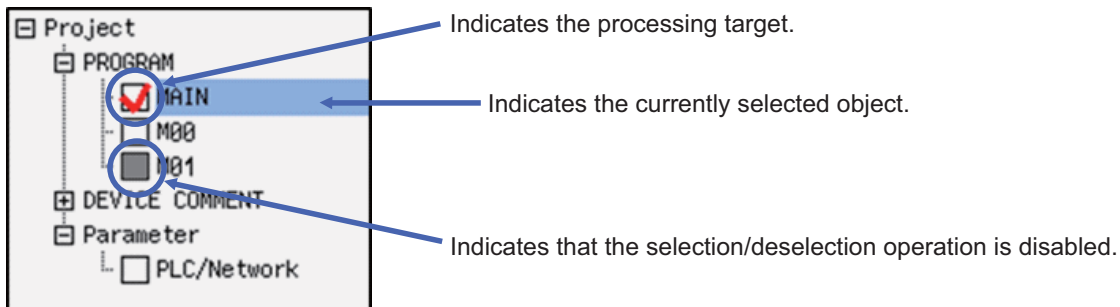 Project
PROGRAM
MAIN
M00
M01
DEVICE COMMENT
Parameter
PLC/Network
Indicates the processing target.
Indicates the currently selected object.
Indicates that the selection/deselection operation is disabled.